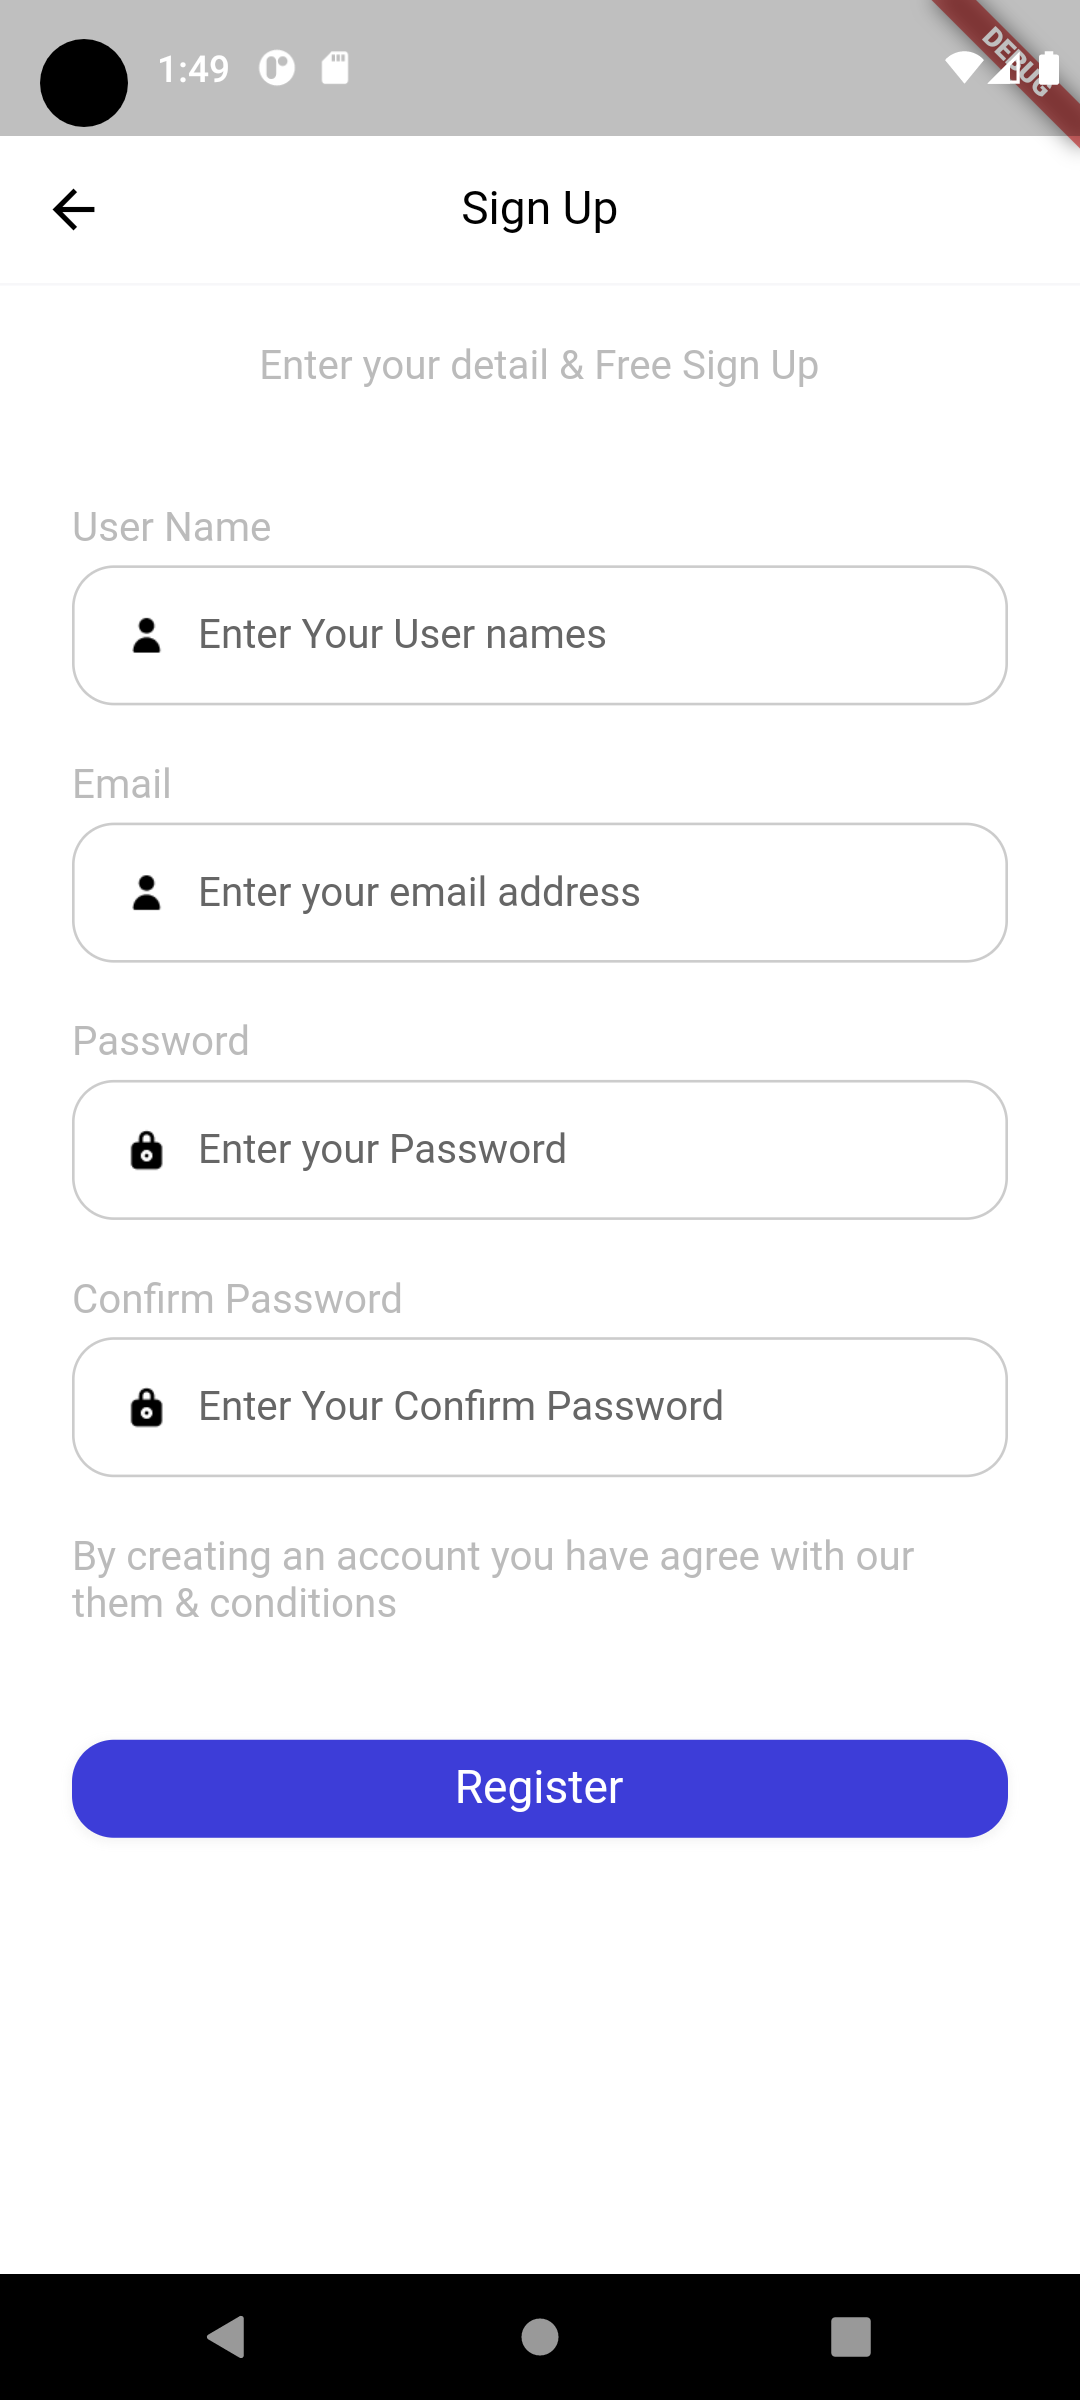 1:49
DEBUG
Sign Up
Enter your detail & Free Sign Up
User Name
Enter Your User names
Email
Enter your email address
Password
Enter your Password
Confirm Password
Enter Your Confirm Password
By creating an account you have agree with our
them & conditions
Register